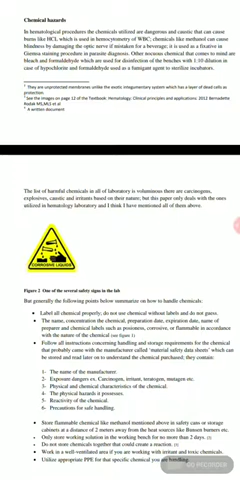 Chemical hazards
In hematological procedures the chemicals utilized are dangerous and caustic that can cause
burns like HCl, which is used in hemocytometry of WBC; chemicals like methanol can cause
blindness by damaging the optic nerve if mistaken for a beverage; it is used as a fixative in
Giemsa staining procedure in parasite diagnosis. Other noxious chemical that comes to mind are
bleach and formaldehyde which are used for disinfection of the benches with 1:10 dilution in
case of hypochlorite and formaldehyde used as a fumigant agent to sterilize incubators.
They are unprotected membranes unlike the exotic integumentary system which has a layer of dead cells as
protection.
See the images on page 12 of the Textbook: Hematology: Clinical principles and applications: 2012 Bernadette
Rodak MS,MLS et al
A written document
The list of harmful chemicals in all of laboratory is voluminous there are carcinogens,
explosives, caustic and irritants based on their nature; but this paper only deals with the ones
utilized in hematology laboratory and I think I have mentioned all of them above.
CORROSIVE LIQUIDS
Figure 2 One of the several safety signs in the lab
But generally the following points below summarize on how to handle chemicals:
• Label all chemical properly, do not use chemical without labels and do not guess.
• The name, concentration the chemical, preparation date, expiration date, name of
preparer and chemical labels such as poisonous, corrosive, or flammable in accordance
with the nature of the chemical (see figure 1)
• Follow all instructions concerning handling and storage requirements for the chemical
that probably came with the manufacturer called 'material safety data sheets' which can
be stored and read later on to understand the chemical purchased; they contain:
1- The name of the manufacturer.
2- Exposure dangers ex. Carcinogen, irritant, teratogen, mutagen etc.
3- Physical and chemical characteristics of the chemical.
4- The physical hazards it possesses.
5- Reactivity of the chemical.
6- Precautions for safe handling.
• Store flammable chemical like methanol mentioned above in safety cans or storage
cabinets at a distance of 2 meters away from the heat sources like Bunsen burners etc.
• Only store working solution in the working bench for no more than 2 days.
• Do not store chemicals together that could create a reaction.
• Work in a well-ventilated area if you are working with irritant and toxic chemicals.
• Utilize appropriate PPE for that specific chemical you are handling.